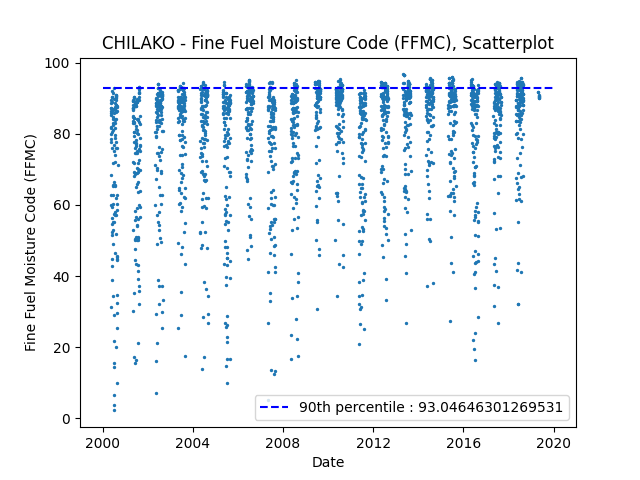 CHILAKO - Fine Fuel Moisture Code (FFMC), Scatterplot
100
80
60
40
20
0
Fine Fuel Moisture Code (FFMC)
90th percentile : 93.04646301269531
2000 2004 2008 2012 2016 2020
Date